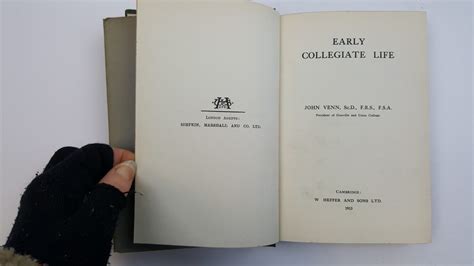 London Agents:
SIMPKIN, MARSHALL AND CO. LTD.
EARLY
COLLEGIATE LIFE
JOHN VENN, Sc.D., F.R.S., F.S.A.
President of Gonville and Caius College
Cambridge:
W. HEFFER AND SONS LTD.
1913